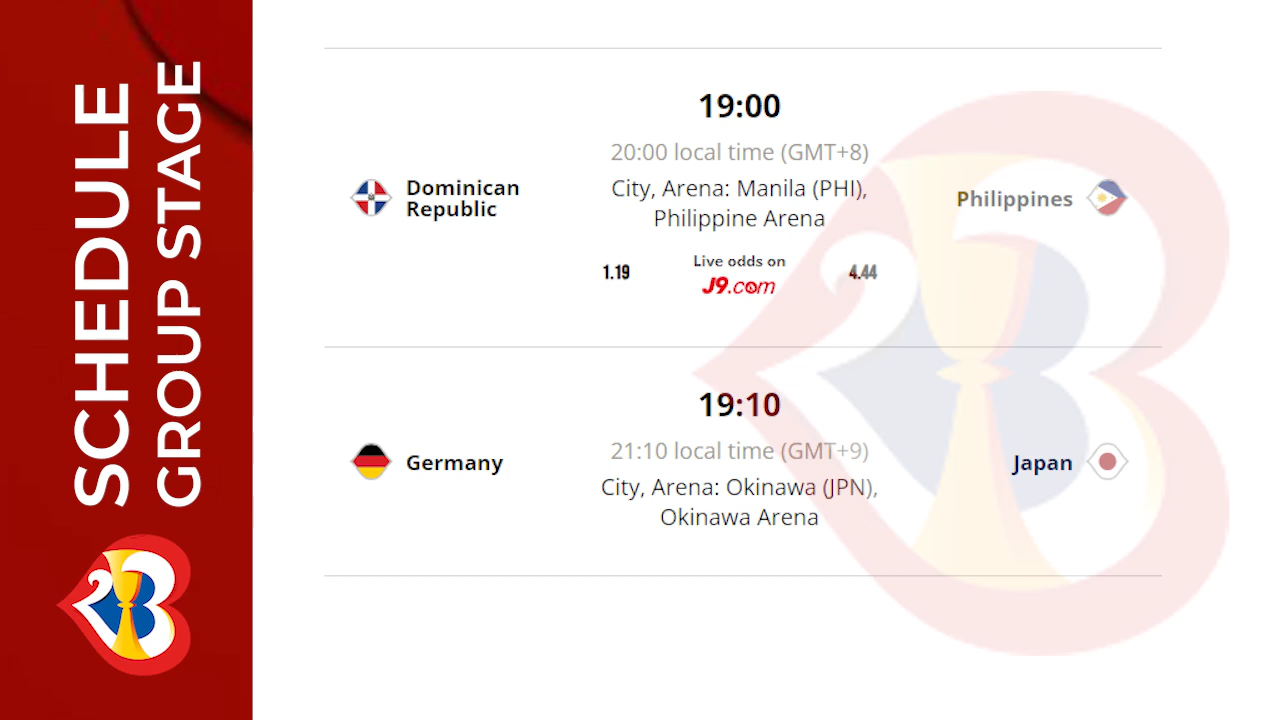 SCHEDULE
GROUP STAGE
19:00
20:00 local time (GMT+8)
Dominican
Republic
City, Arena: Manila (PHI),
Philippine Arena
Philippines
1.19
Live odds on
J9.com
4.44
19:10
21:10 local time (GMT+9)
Germany
City, Arena: Okinawa (JPN),
Okinawa Arena
Japan